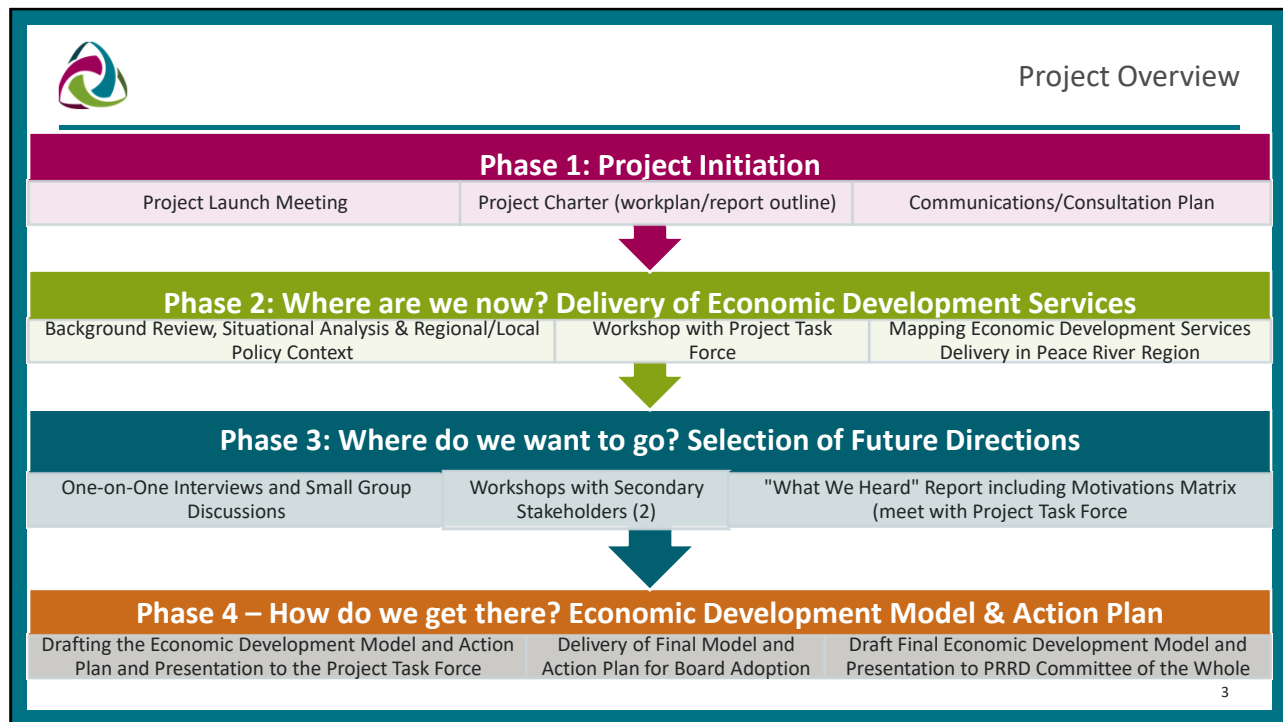 Project Overview
Phase 1: Project Initiation
Project Launch Meeting
Project Charter (workplan/report outline)
Communications/Consultation Plan
Phase 2: Where are we now? Delivery of Economic Development Services
Background Review, Situational Analysis & Regional/Local
Policy Context
Workshop with Project Task
Force
Mapping Economic Development Services
Delivery in Peace River Region
Phase 3: Where do we want to go? Selection of Future Directions
One-on-One Interviews and Small Group
Discussions
Workshops with Secondary
Stakeholders (2)
"What We Heard" Report including Motivations Matrix
(meet with Project Task Force
Phase 4 – How do we get there? Economic Development Model & Action Plan
Drafting the Economic Development Model and Action
Plan and Presentation to the Project Task Force
Delivery of Final Model and
Action Plan for Board Adoption
Draft Final Economic Development Model and
Presentation to PRRD Committee of the Whole
3